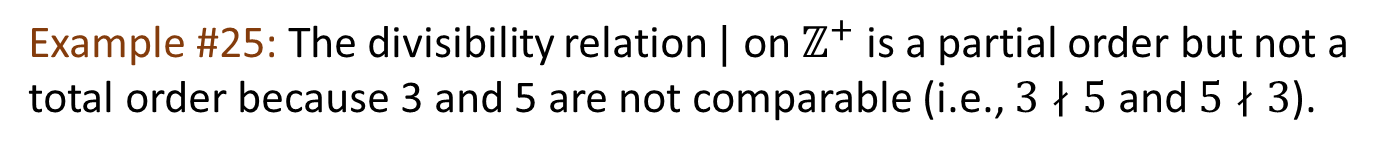 Example #25: The divisibility relation | on ℤ⁺ is a partial order but not a
total order because 3 and 5 are not comparable (i.e., 3 ∤ 5 and 5 ∤ 3).